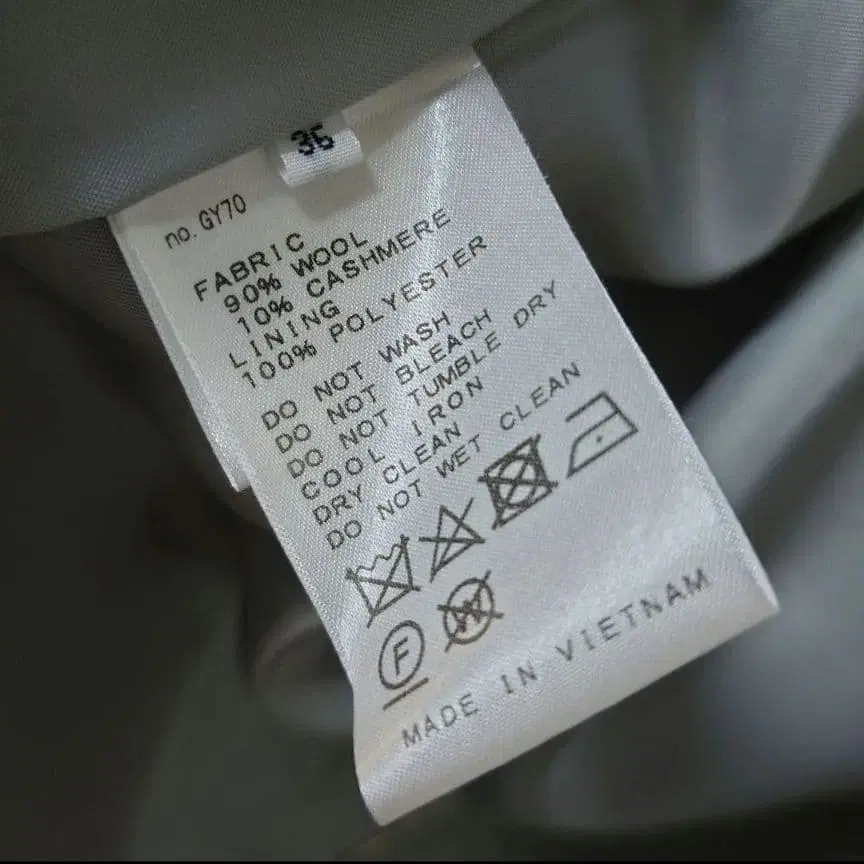 36
no. GY70
FABRIC
90% WOOL
10% CASHMERE
LINING
100% POLYESTER
DO NOT WASH
DO NOT BLEACH
DO NOT TUMBLE DRY
COOL IRON
DRY CLEAN
DO NOT WET CLEAN
F
W
MADE IN VIETNAM